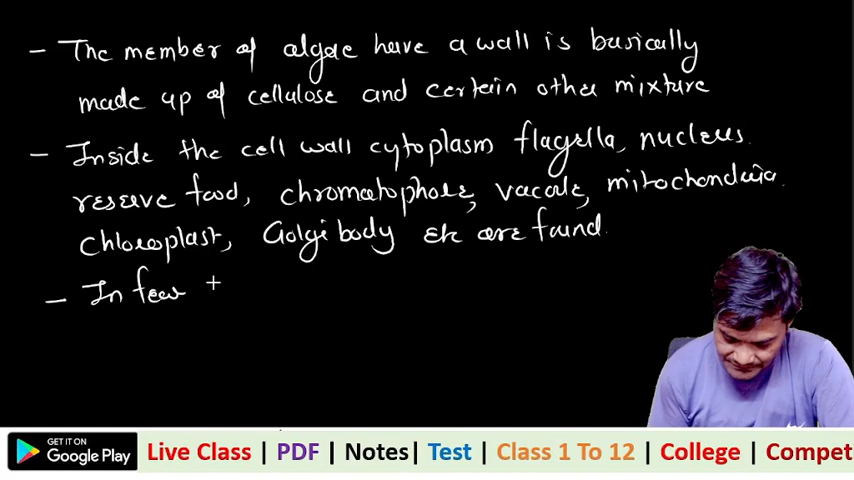 - The member of algae have a wall is basically
made up of cellulose and certain other mixture
- Inside the cell wall cytoplasm flagella, nucleus.
reserve food, chromatophore, vacuole, mitochondria.
chloroplast, Golgi body etc are found.
- In few t
GET IT ON
Google Play
Live Class | PDF | Notes| Test | Class 1 To 12 | College | Compet